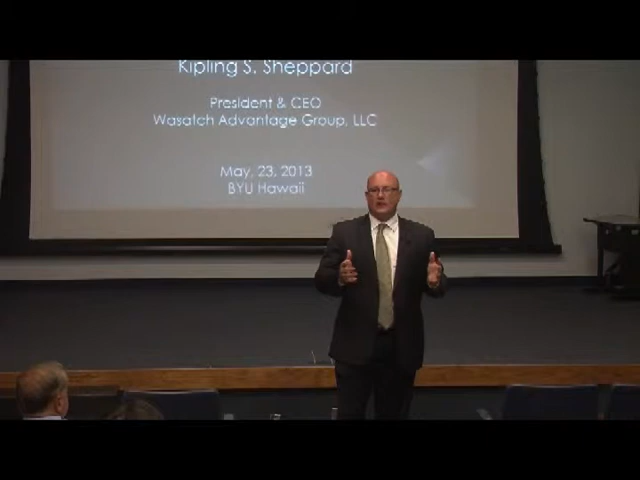 Kipling S. Sheppard
President & CEO
Wasatch Advantage Group, LLC
May, 23, 2013
BYU Hawaii